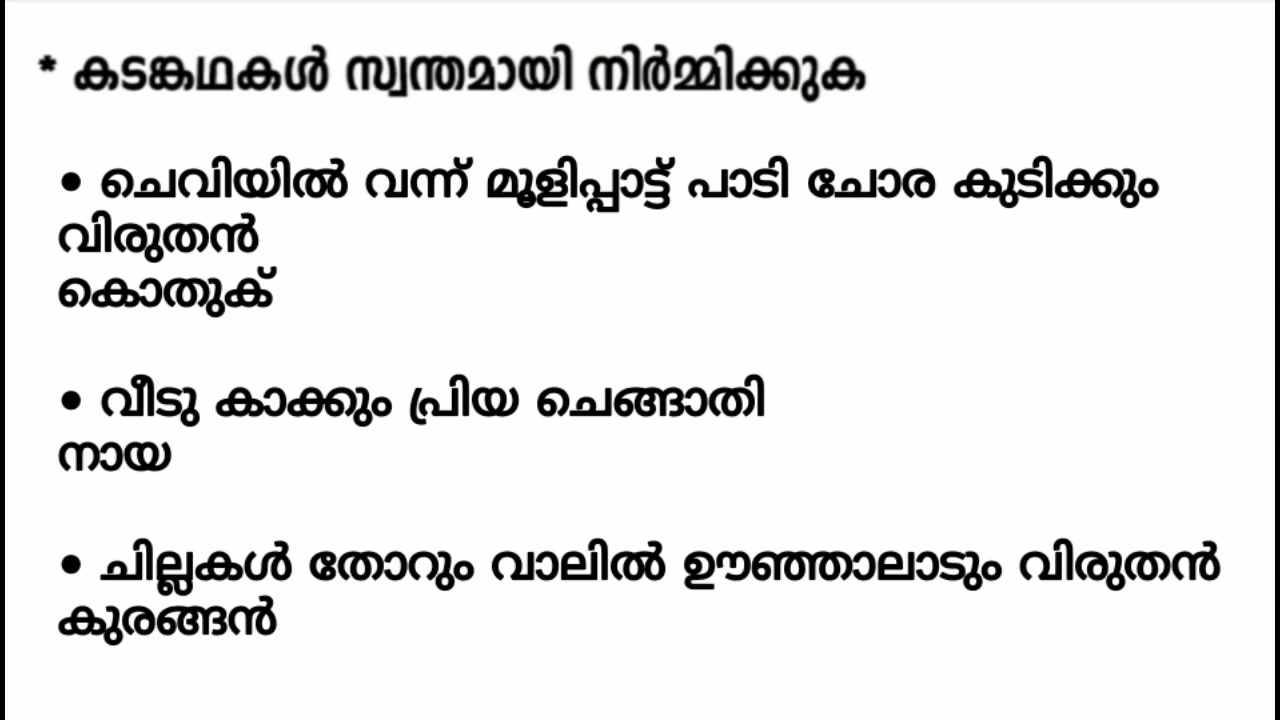 * കടങ്കഥകൾ സ്വന്തമായി നിർമ്മിക്കുക
• ചെവിയിൽ വന്ന് മൂളിപ്പാട്ട് പാടി ചോര കുടിക്കും
വിരുതൻ
കൊതുക്
• വീടു കാക്കും പ്രിയ ചെങ്ങാതി
നായ
• ചില്ലകൾ തോറും വാലിൽ ഊഞ്ഞാലാടും വിരുതൻ
കുരങ്ങൻ